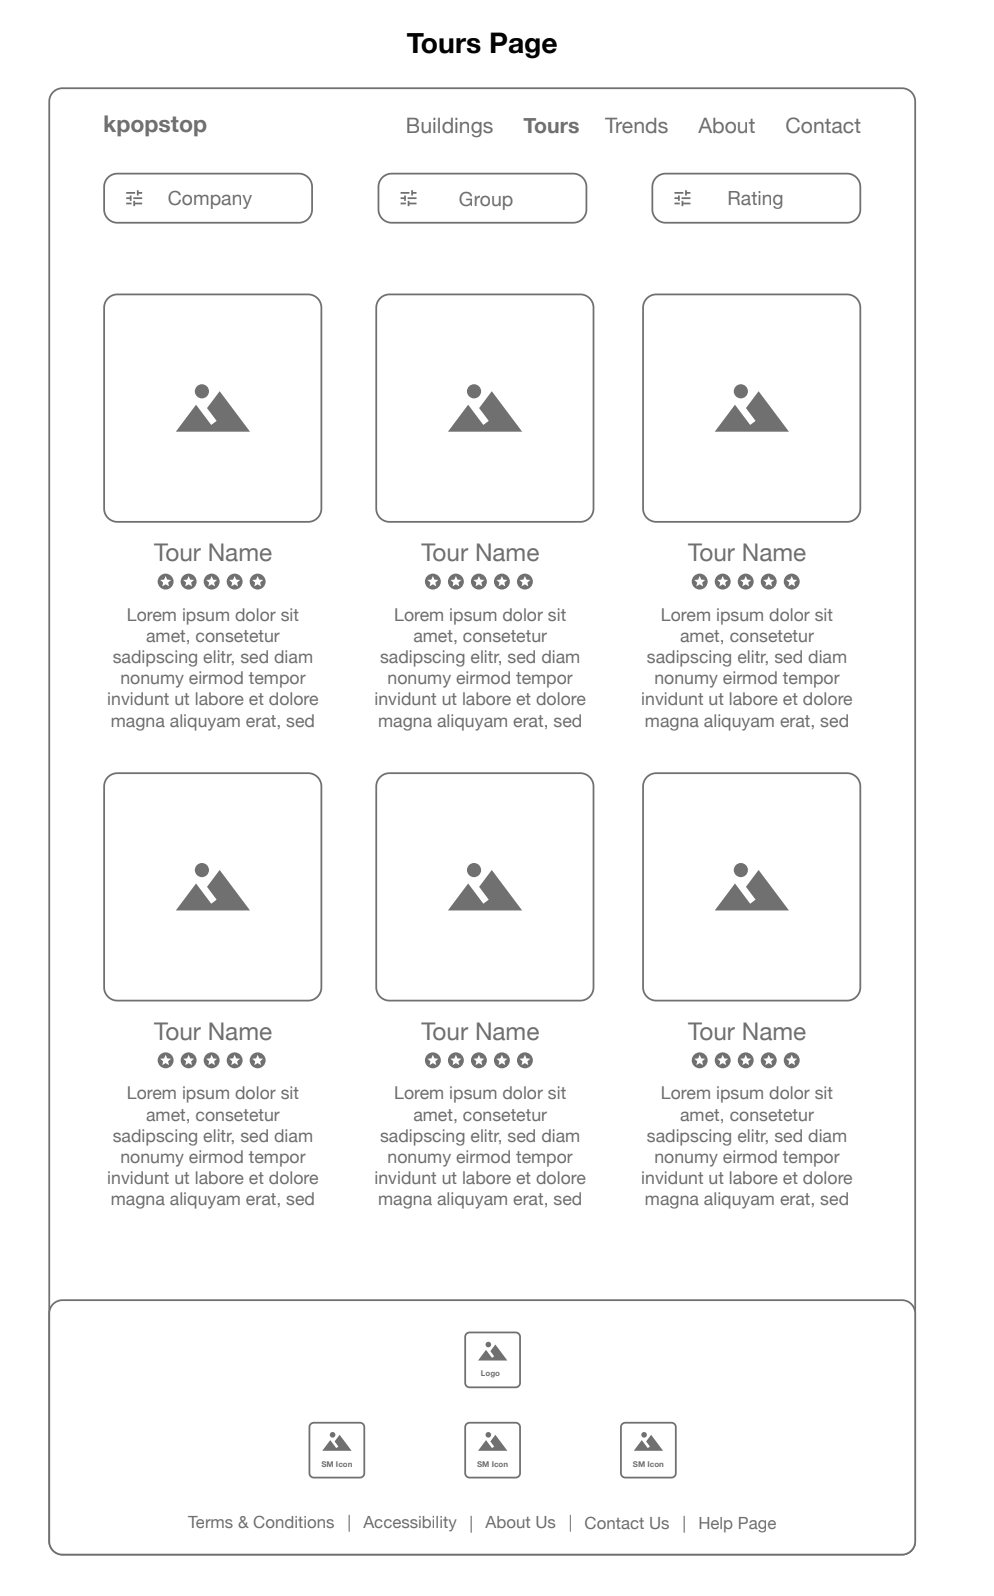 Tours Page
kpopstop
Buildings Tours Trends About Contact
Company Group Rating
Tour Name
Lorem ipsum dolor sit
amet, consetetur
sadipscing elitr, sed diam
nonumy eirmod tempor
invidunt ut labore et dolore
magna aliquyam erat, sed
Tour Name
Lorem ipsum dolor sit
amet, consetetur
sadipscing elitr, sed diam
nonumy eirmod tempor
invidunt ut labore et dolore
magna aliquyam erat, sed
Tour Name
Lorem ipsum dolor sit
amet, consetetur
sadipscing elitr, sed diam
nonumy eirmod tempor
invidunt ut labore et dolore
magna aliquyam erat, sed
Tour Name
Lorem ipsum dolor sit
amet, consetetur
sadipscing elitr, sed diam
nonumy eirmod tempor
invidunt ut labore et dolore
magna aliquyam erat, sed
Tour Name
Lorem ipsum dolor sit
amet, consetetur
sadipscing elitr, sed diam
nonumy eirmod tempor
invidunt ut labore et dolore
magna aliquyam erat, sed
Tour Name
Lorem ipsum dolor sit
amet, consetetur
sadipscing elitr, sed diam
nonumy eirmod tempor
invidunt ut labore et dolore
magna aliquyam erat, sed
Logo
SM Icon SM Icon SM Icon
Terms & Conditions | Accessibility | About Us | Contact Us | Help Page